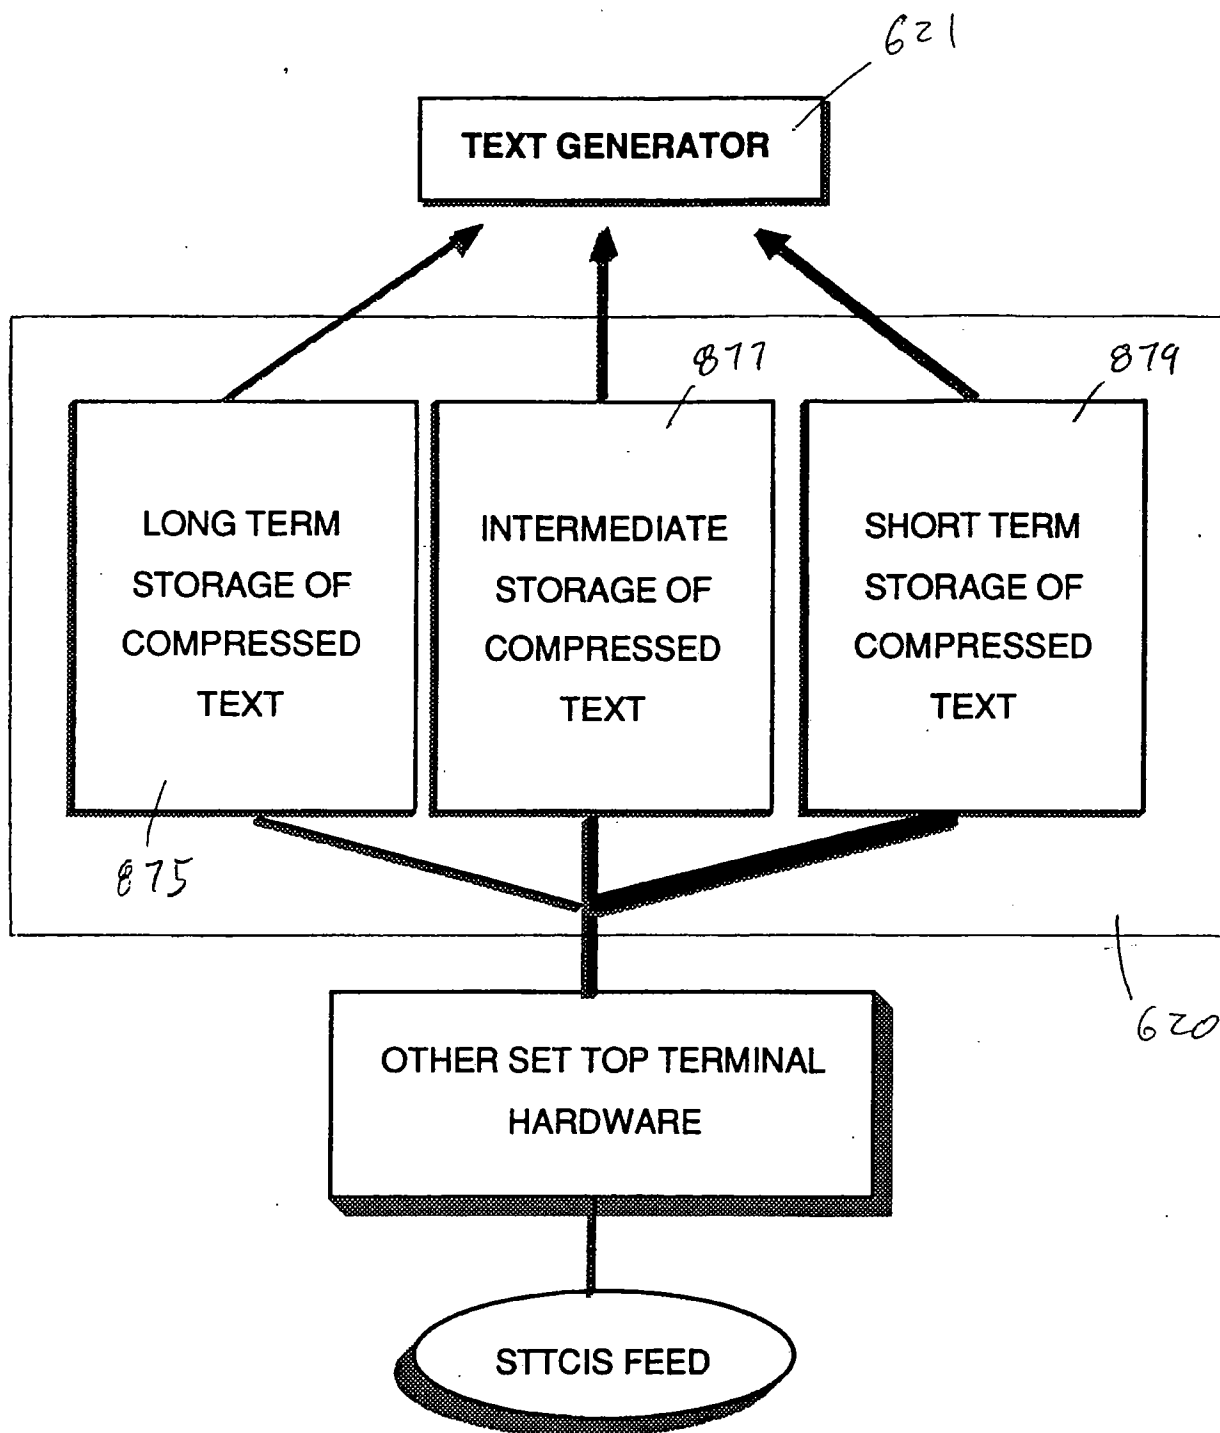 621
TEXT GENERATOR
877
879
LONG TERM
STORAGE OF
COMPRESSED
TEXT
INTERMEDIATE
STORAGE OF
COMPRESSED
TEXT
SHORT TERM
STORAGE OF
COMPRESSED
TEXT
875
620
OTHER SET TOP TERMINAL
HARDWARE
STTCIS FEED